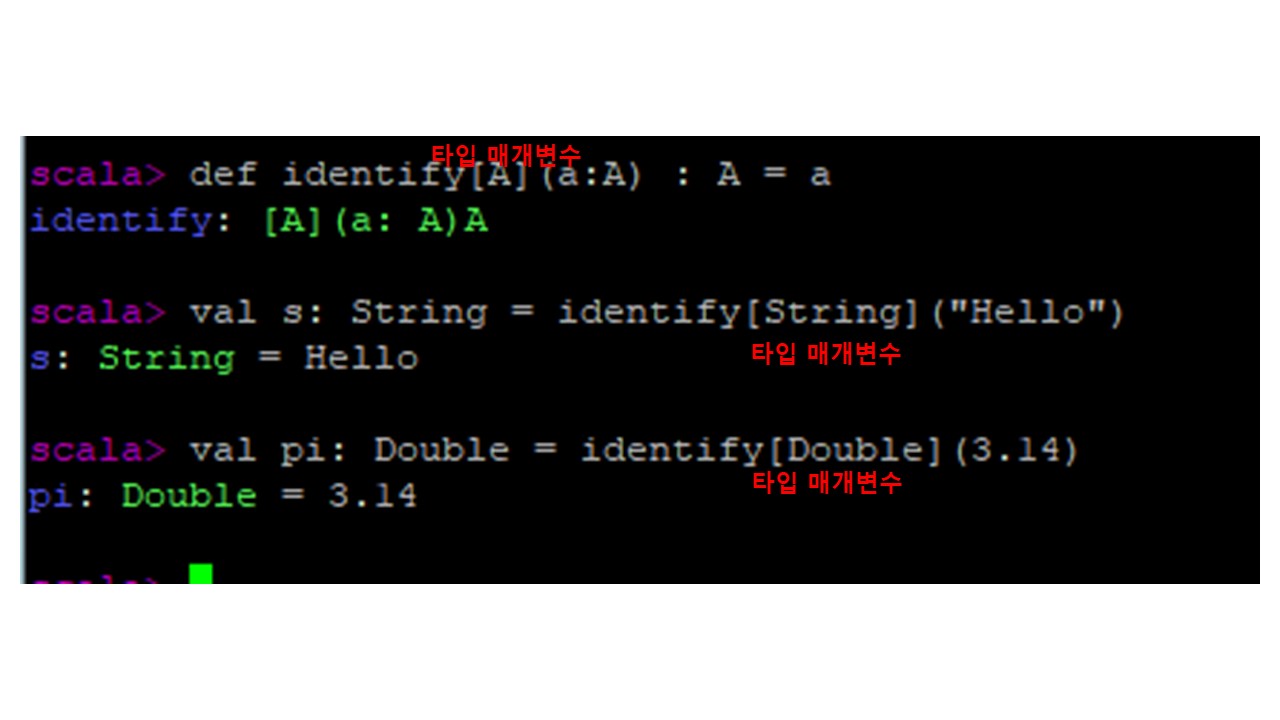 타입 매개변수
scala> def identify[A](a:A) : A = a
identify: [A](a: A)A
scala> val s: String = identify[String]("Hello")
s: String = Hello
타입 매개변수
scala> val pi: Double = identify[Double](3.14)
pi: Double = 3.14
타입 매개변수
scala>